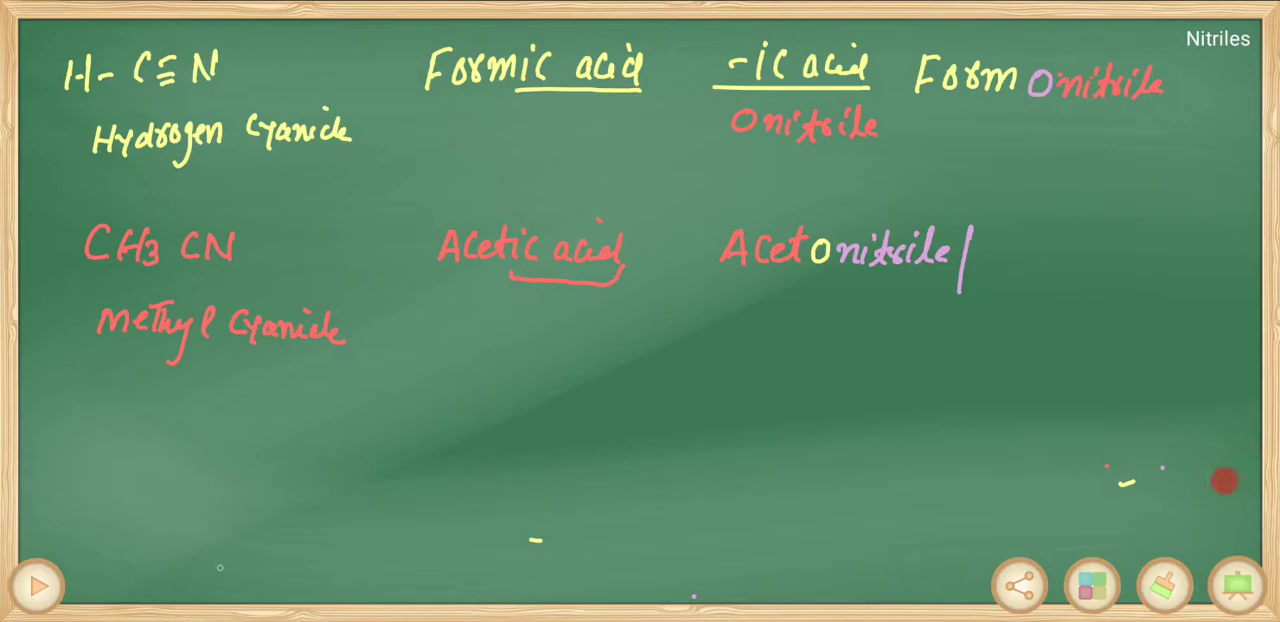 Nitriles
H- C≡N Formic acid -ic acid Formonitrile
Hydrogen Cyanide Onitrile
CH3 CN Acetic acid Acetonitrile
Methyl Cyanide